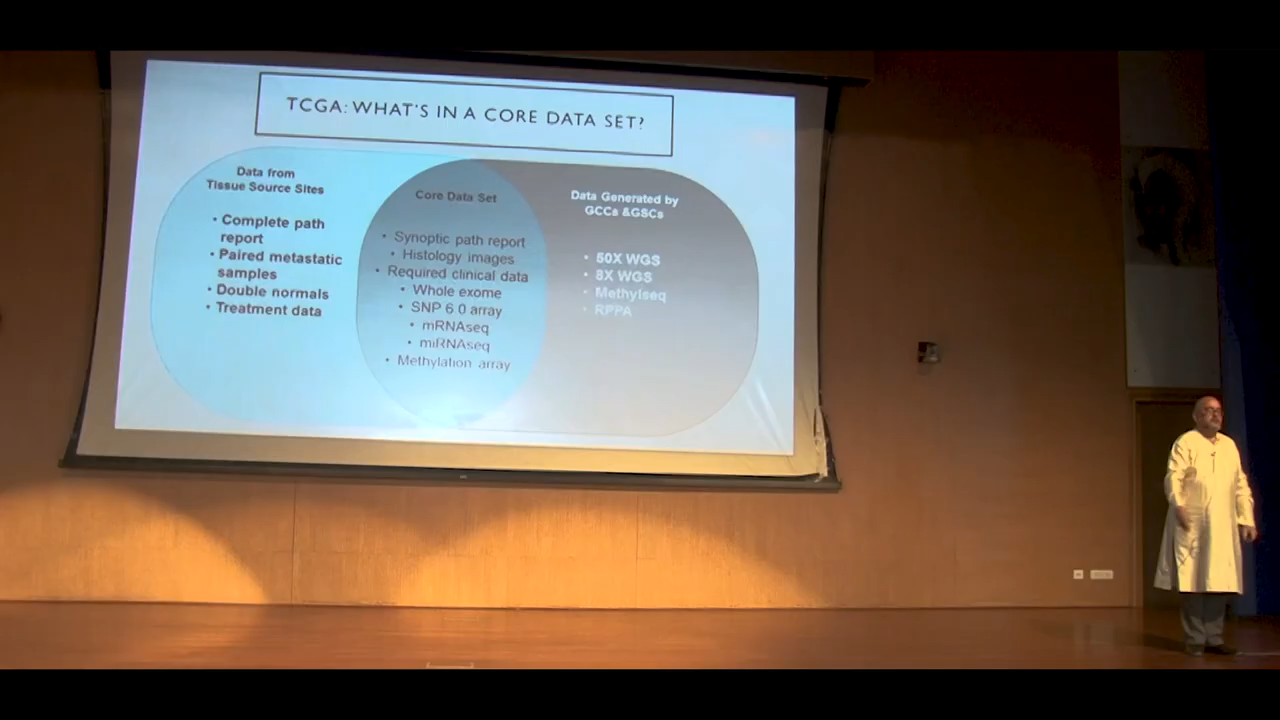 TCGA: WHAT'S IN A CORE DATA SET?
Data from
Tissue Source Sites
• Complete path
report
• Paired metastatic
samples
• Double normals
• Treatment data
Core Data Set
• Synoptic path report
• Histology images
• Required clinical data
• Whole exome
• SNP 6.0 array
• mRNAseq
• miRNAseq
• Methylation array
Data Generated by
GCCs &GSCs
• 50X WGS
• 8X WGS
• Methylseq
• RPPA